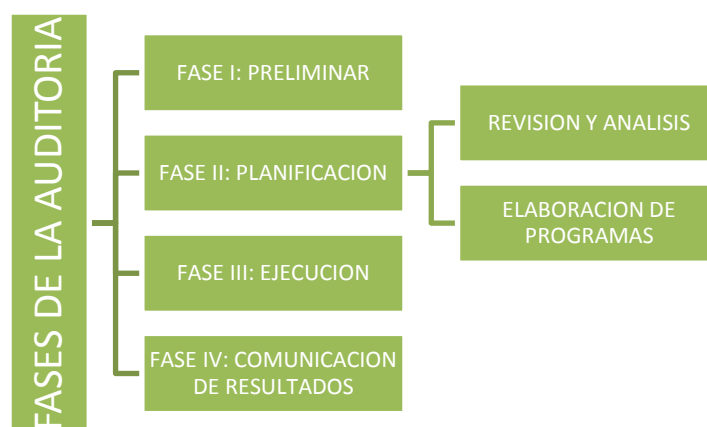 FASES DE LA AUDITORIA
FASE I: PRELIMINAR
FASE II: PLANIFICACION
REVISION Y ANALISIS
ELABORACION DE
PROGRAMAS
FASE III: EJECUCION
FASE IV: COMUNICACION
DE RESULTADOS